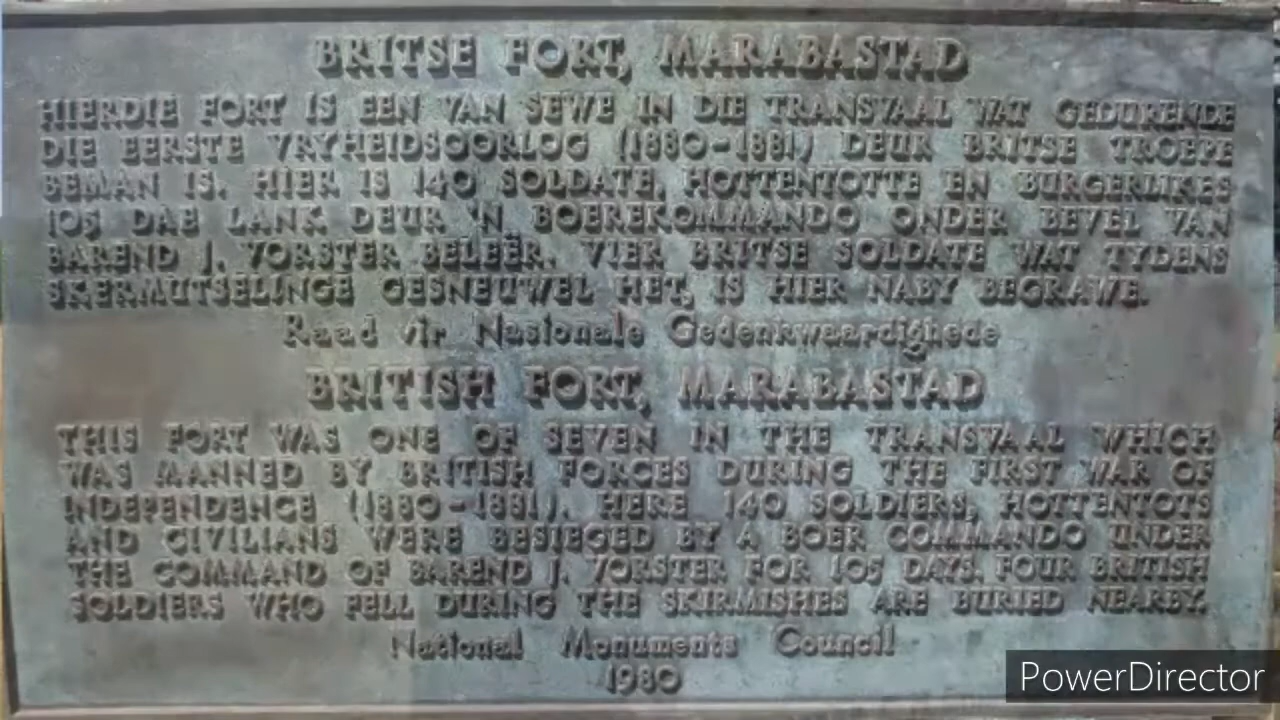 BRITSE FORT, MARABASTAD
HIERDIE FORT IS EEN VAN SEWE IN DIE TRANSVAAL WAT GEDURENDE
DIE EERSTE VRYHEIDSOORLOG (1880-1881) DEUR BRITSE TROEPE
BEMAN IS. HIER IS 140 SOLDATE, HOTTENTOTTE EN BURGERLIKES
105 DAE LANK DEUR 'N BOEREKOMMANDO ONDER BEVEL VAN
BAREND J. VORSTER BELEËR. VIER BRITSE SOLDATE WAT TYDENS
SKERMUTSELINGE GESNEUWEL HET, IS HIER NABY BEGRAWE.
Raad vir Nasionale Gedenkwaardighede
BRITISH FORT, MARABASTAD
THIS FORT WAS ONE OF SEVEN IN THE TRANSVAAL WHICH
WAS MANNED BY BRITISH FORCES DURING THE FIRST WAR OF
INDEPENDENCE (1880-1881). HERE 140 SOLDIERS, HOTTENTOTS
AND CIVILIANS WERE BESIEGED BY A BOER COMMANDO UNDER
THE COMMAND OF BAREND J. VORSTER FOR 105 DAYS. FOUR BRITISH
SOLDIERS WHO FELL DURING THE SKIRMISHES ARE BURIED NEARBY.
National Monuments Council
1980
PowerDirector